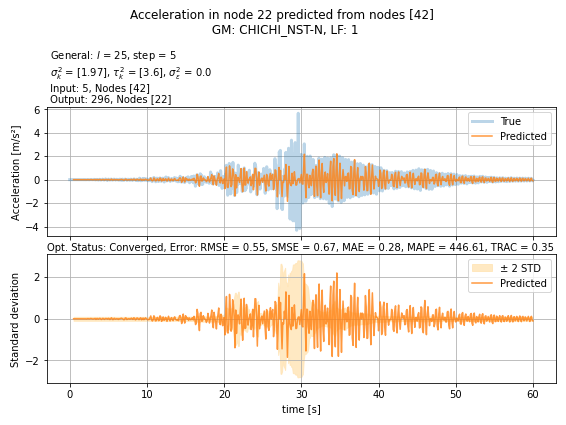 Acceleration in node 22 predicted from nodes [42]
GM: CHICHI_NST-N, LF: 1
General: l = 25, step = 5
σ²ₖ = [1.97], τ²ₖ = [3.6], σ²ε = 0.0
Input: 5, Nodes [42]
Output: 296, Nodes [22]
Acceleration [m/s²]
6
4
2
0
−2
−4
True
Predicted
Opt. Status: Converged, Error: RMSE = 0.55, SMSE = 0.67, MAE = 0.28, MAPE = 446.61, TRAC = 0.35
Standard deviation
2
0
−2
± 2 STD
Predicted
0 10 20 30 40 50 60
time [s]